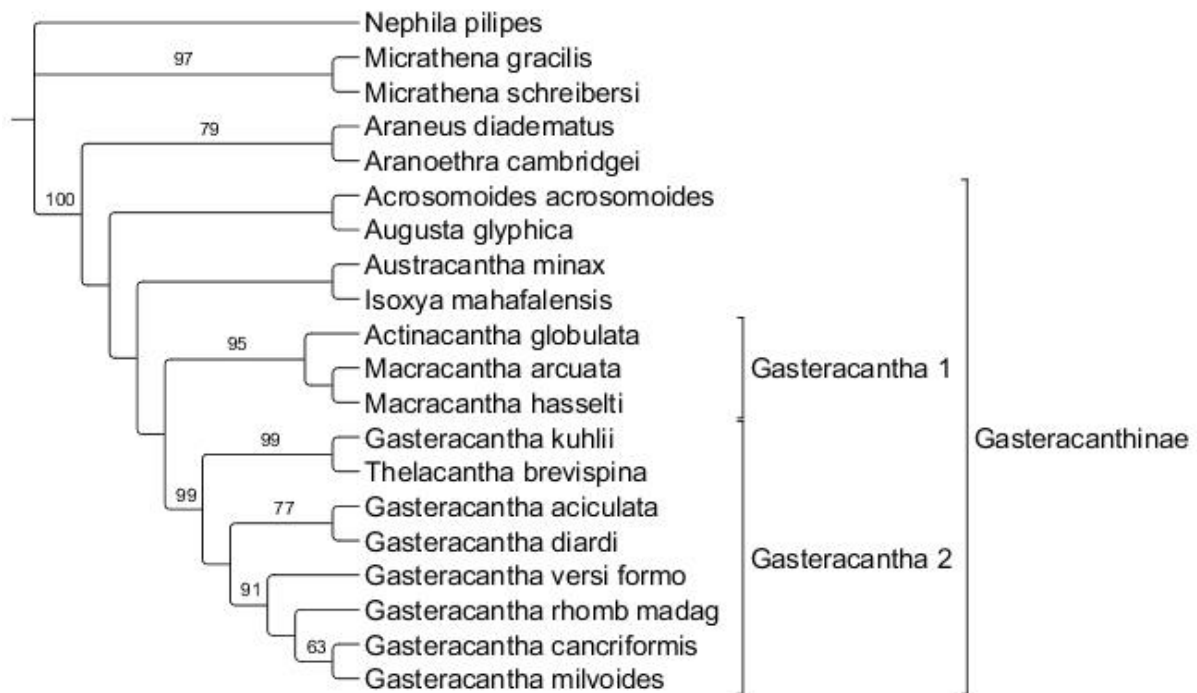 Nephila pilipes
97
Micrathena gracilis
Micrathena schreibersi
79
Araneus diadematus
Aranoethra cambridgei
100
Acrosomoides acrosomoides
Augusta glyphica
Austracantha minax
Isoxya mahafalensis
95
Actinacantha globulata
Macracantha arcuata
Macracantha hasselti
Gasteracantha 1
99
Gasteracantha kuhlii
Thelacantha brevispina
Gasteracanthinae
99
77
Gasteracantha aciculata
Gasteracantha diardi
Gasteracantha 2
91
Gasteracantha versi formo
Gasteracantha rhomb madag
63
Gasteracantha cancriformis
Gasteracantha milvoides